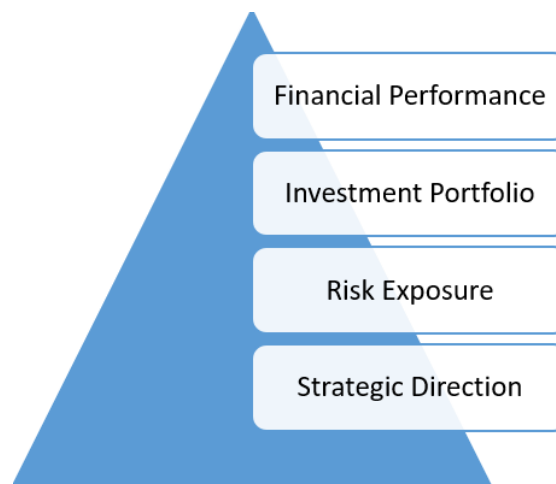 Financial Performance
Investment Portfolio
Risk Exposure
Strategic Direction